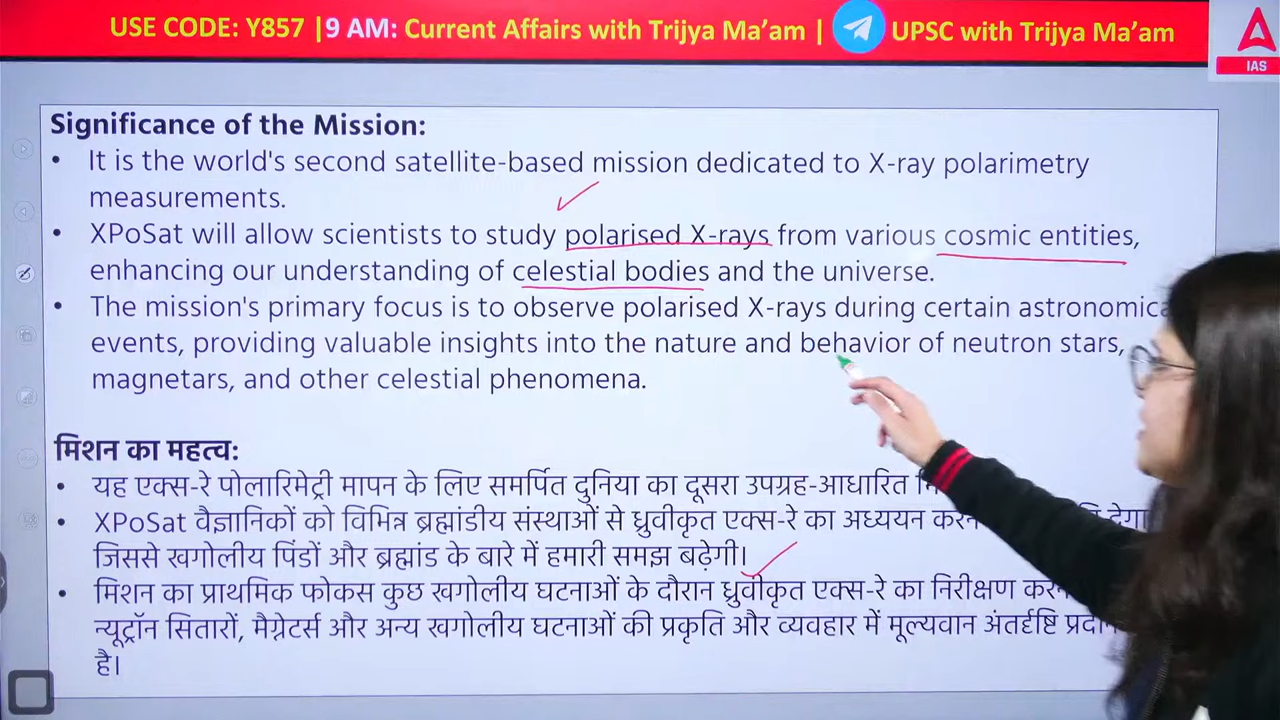 USE CODE: Y857 |9 AM: Current Affairs with Trijya Ma'am | UPSC with Trijya Ma'am
IAS
Significance of the Mission:
• It is the world's second satellite-based mission dedicated to X-ray polarimetry
measurements.
• XPoSat will allow scientists to study polarised X-rays from various cosmic entities,
enhancing our understanding of celestial bodies and the universe.
• The mission's primary focus is to observe polarised X-rays during certain
events, providing valuable insights into the nature and behavior of neutron stars,
magnetars, and other celestial phenomena.
मिशन का महत्व:
• यह एक्स-रे पोलारिमेट्री मापन के लिए समर्पित दुनिया का दूसरा उपग्रह-आधारित
• XPoSat वैज्ञानिकों को विभिन्न ब्रह्मांडीय संस्थाओं से ध्रुवीकृत एक्स-रे का अध्ययन
जिससे खगोलीय पिंडों और ब्रह्मांड के बारे में हमारी समझ बढ़ेगी।
• मिशन का प्राथमिक फोकस कुछ खगोलीय घटनाओं के दौरान ध्रुवीकृत एक्स-रे का निरीक्षण
न्यूट्रॉन सितारों, मैग्नेटर्स और अन्य खगोलीय घटनाओं की प्रकृति और व्यवहार में मूल्यवान अंतर्दृष्टि
है।